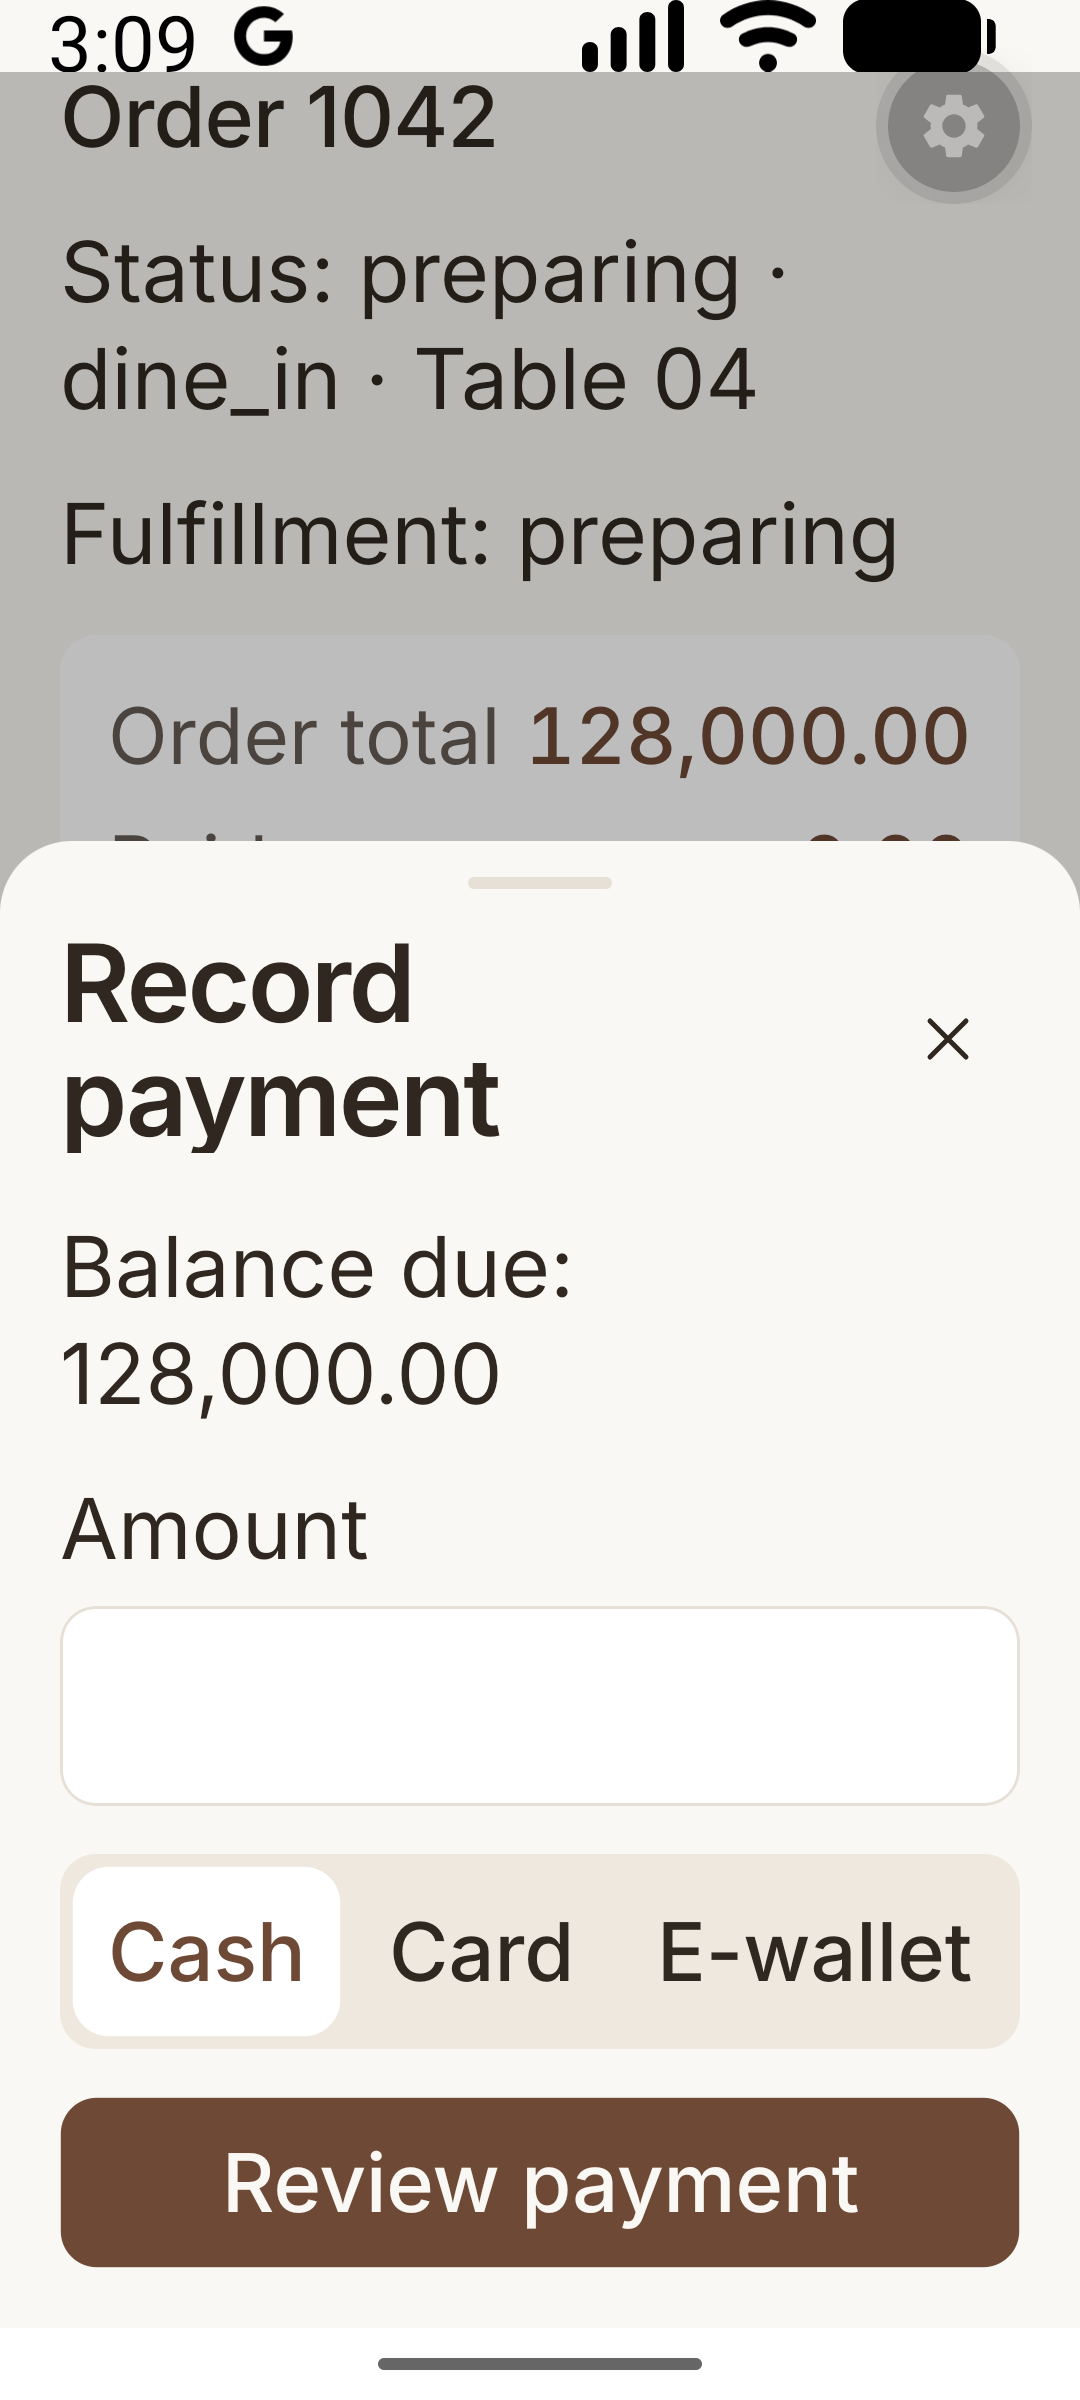 3:09
Order 1042
Status: preparing ·
dine_in · Table 04
Fulfillment: preparing
Order total 128,000.00
Record
payment
Balance due:
128,000.00
Amount
Cash Card E-wallet
Review payment